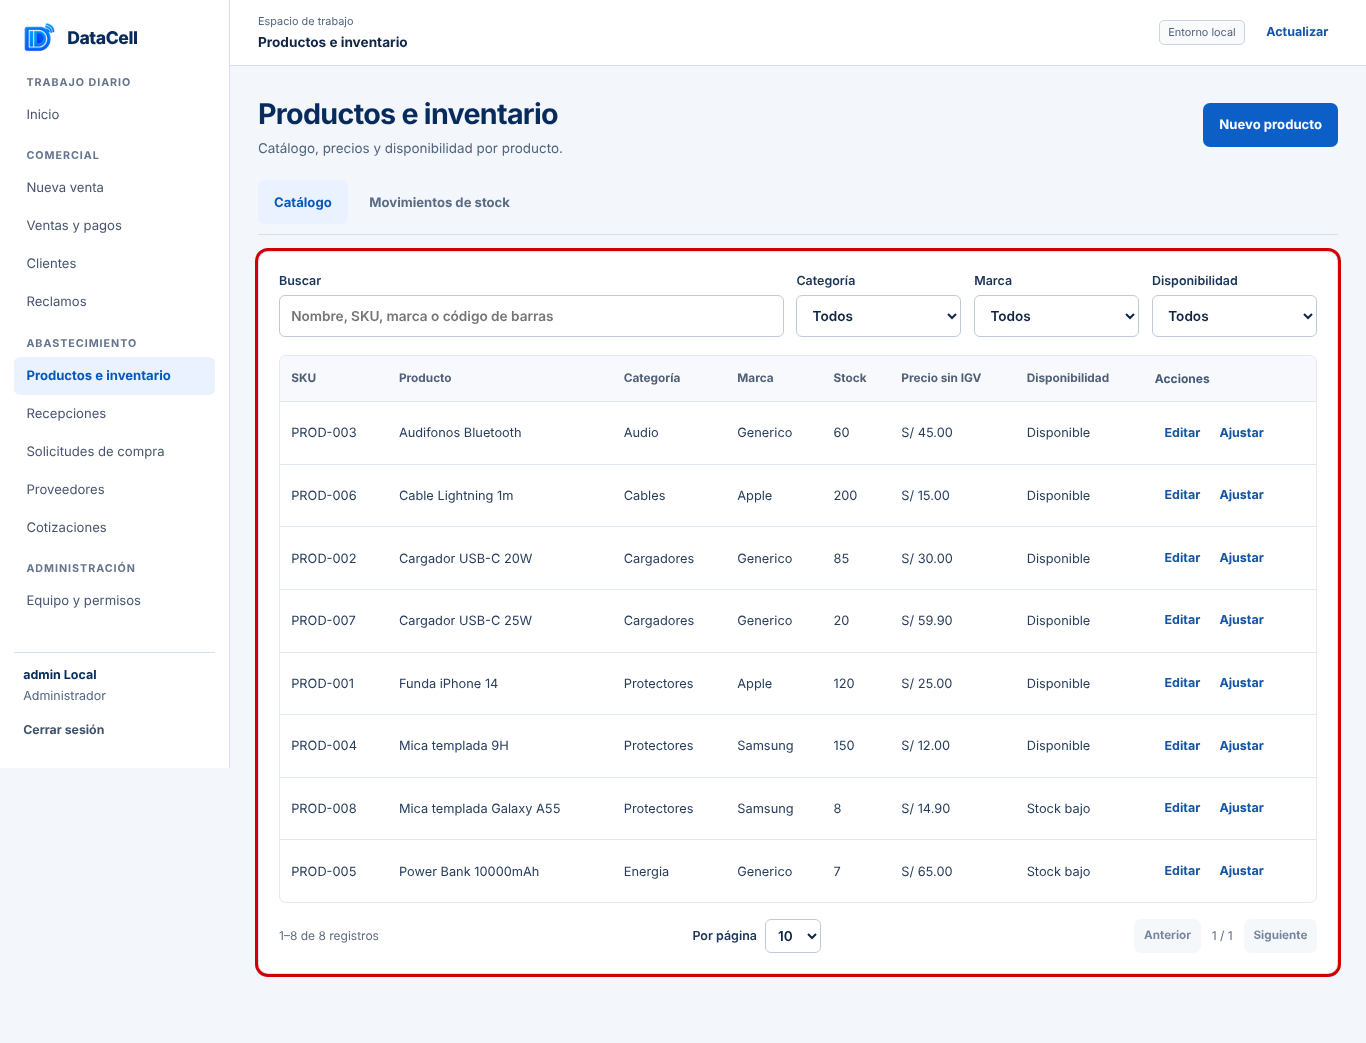 DataCell
TRABAJO DIARIO
Inicio
COMERCIAL
Nueva venta
Ventas y pagos
Clientes
Reclamos
ABASTECIMIENTO
Productos e inventario
Recepciones
Solicitudes de compra
Proveedores
Cotizaciones
ADMINISTRACIÓN
Equipo y permisos
admin Local
Administrador
Cerrar sesión
Espacio de trabajo
Productos e inventario
Entorno local Actualizar
Productos e inventario
Catálogo, precios y disponibilidad por producto.
Nuevo producto
Catálogo Movimientos de stock
Buscar Categoría Marca Disponibilidad
Nombre, SKU, marca o código de barras Todos Todos Todos
SKU Producto Categoría Marca Stock Precio sin IGV Disponibilidad Acciones
PROD-003 Audifonos Bluetooth Audio Generico 60 S/ 45.00 Disponible Editar Ajustar
PROD-006 Cable Lightning 1m Cables Apple 200 S/ 15.00 Disponible Editar Ajustar
PROD-002 Cargador USB-C 20W Cargadores Generico 85 S/ 30.00 Disponible Editar Ajustar
PROD-007 Cargador USB-C 25W Cargadores Generico 20 S/ 59.90 Disponible Editar Ajustar
PROD-001 Funda iPhone 14 Protectores Apple 120 S/ 25.00 Disponible Editar Ajustar
PROD-004 Mica templada 9H Protectores Samsung 150 S/ 12.00 Disponible Editar Ajustar
PROD-008 Mica templada Galaxy A55 Protectores Samsung 8 S/ 14.90 Stock bajo Editar Ajustar
PROD-005 Power Bank 10000mAh Energia Generico 7 S/ 65.00 Stock bajo Editar Ajustar
1–8 de 8 registros Por página 10 Anterior 1 / 1 Siguiente